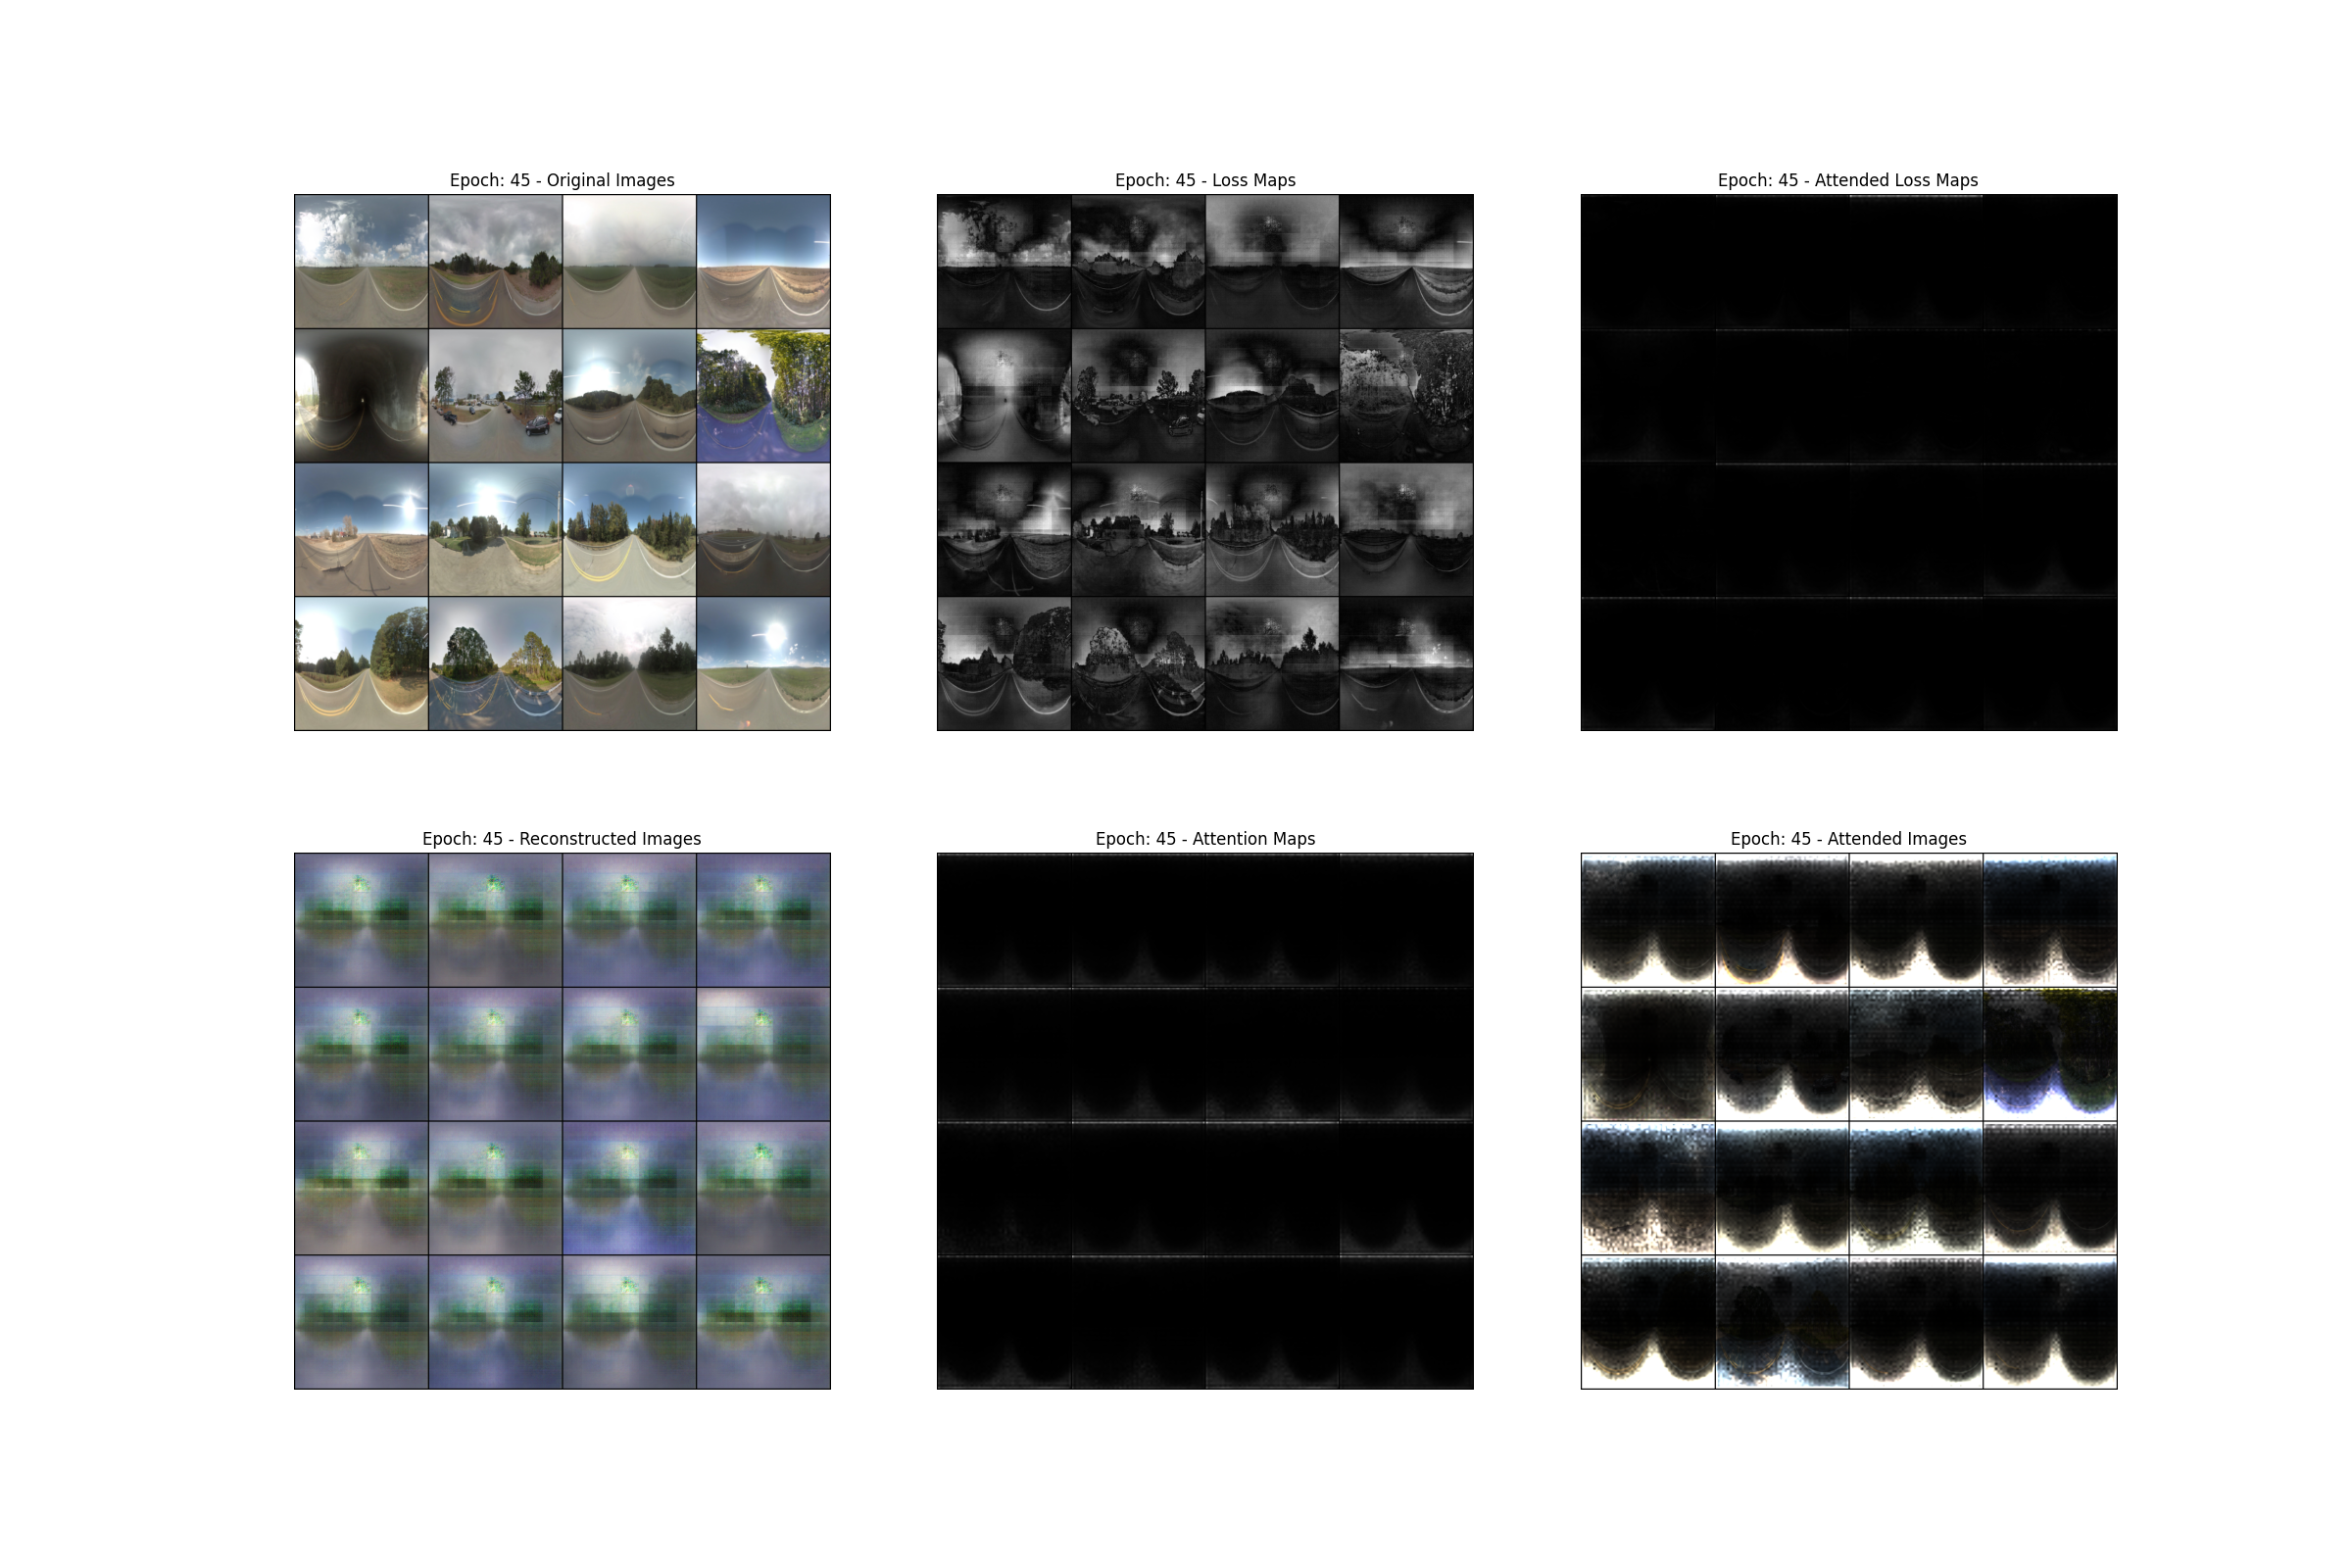 Epoch: 45 - Original Images
Epoch: 45 - Loss Maps
Epoch: 45 - Attended Loss Maps
Epoch: 45 - Reconstructed Images
Epoch: 45 - Attention Maps
Epoch: 45 - Attended Images